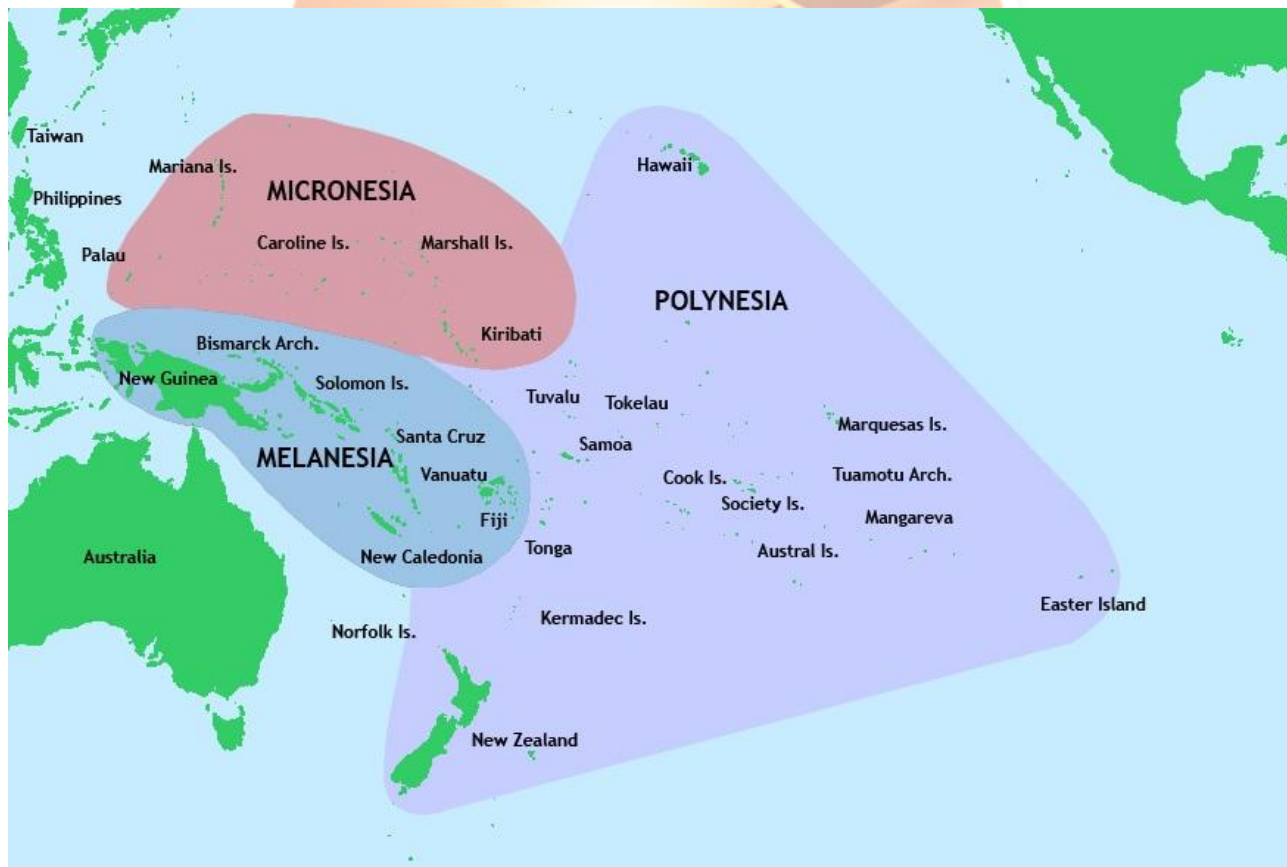 Taiwan
Mariana Is.
Hawaii
MICRONESIA
Philippines
Caroline Is.
Marshall Is.
Palau
POLYNESIA
Kiribati
Bismarck Arch.
New Guinea
Solomon Is.
Tuvalu
Tokelau
Marquesas Is.
Santa Cruz
Samoa
MELANESIA
Vanuatu
Cook Is.
Tuamotu Arch.
Society Is.
Fiji
Mangareva
Tonga
Austral Is.
Australia
New Caledonia
Easter Island
Kermadec Is.
Norfolk Is.
New Zealand